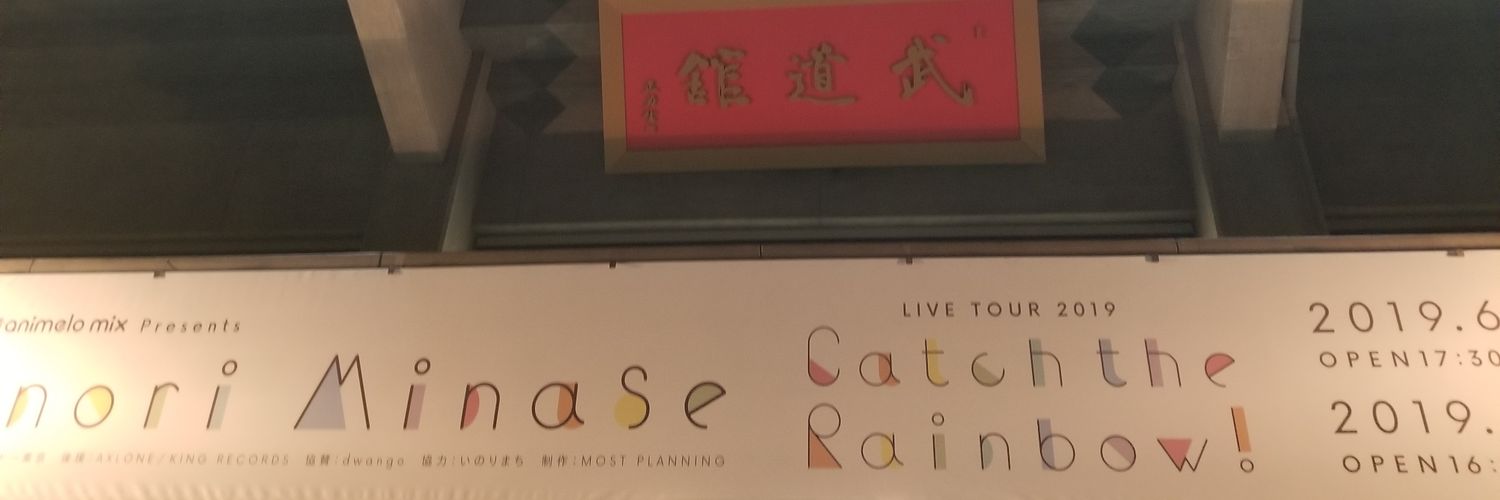 武道館
animelo mix Presents
nori Minase
後援:AXLONE/KING RECORDS 協賛:dwango 協力:いのりまち 制作:MOST PLANNING
LIVE TOUR 2019
Catch the
Rainbow!
2019.6
OPEN 17:30
2019.
OPEN 16: